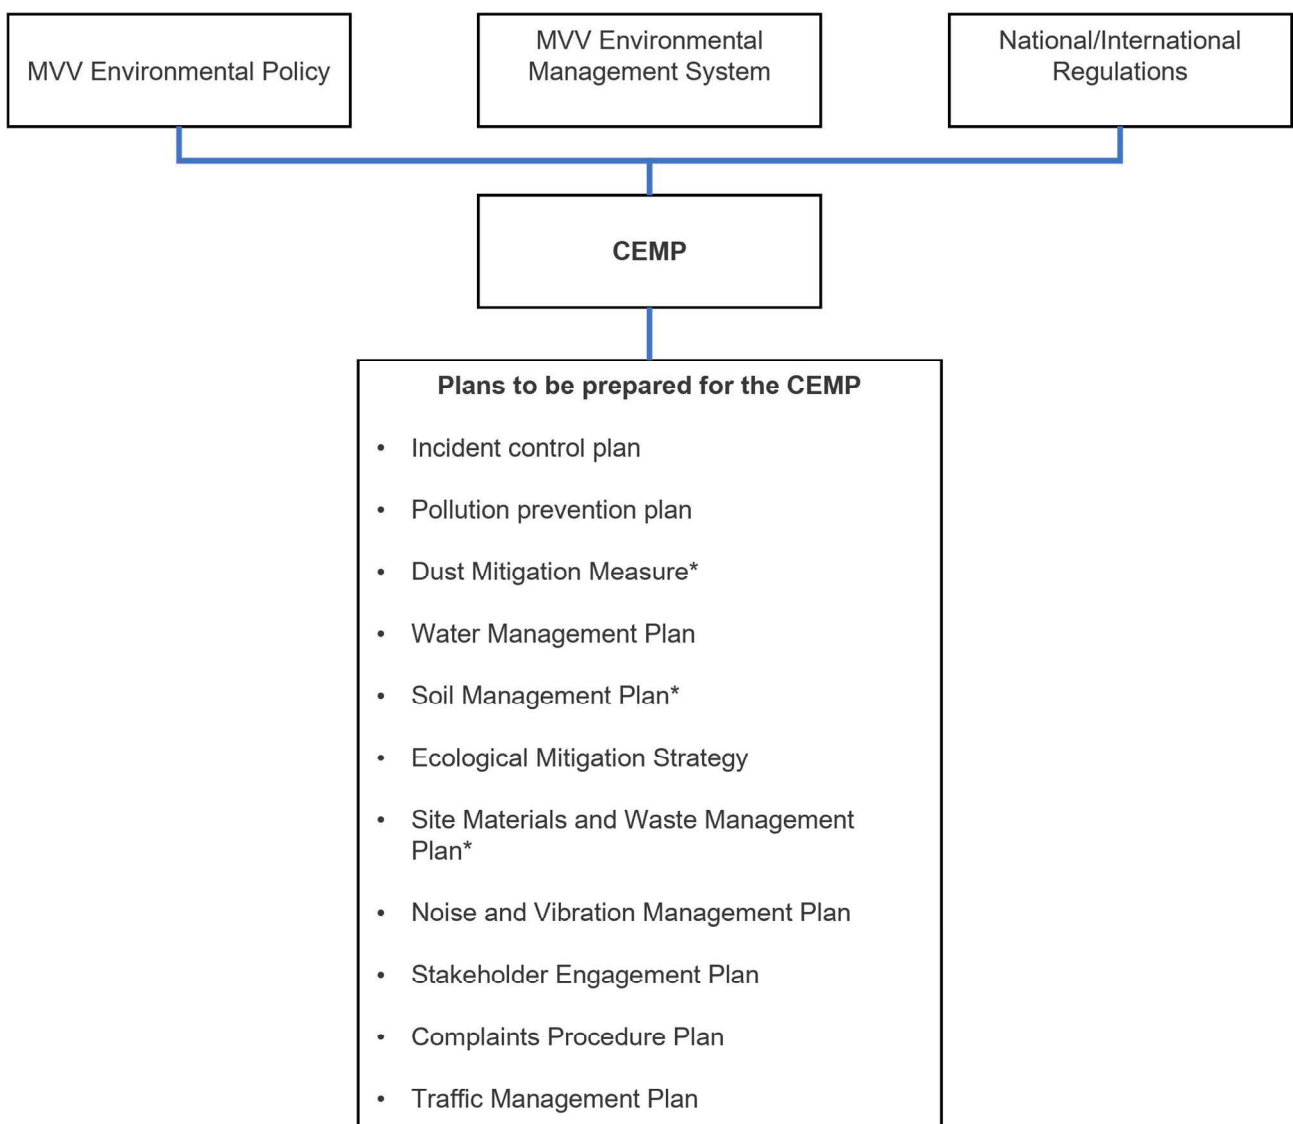 MVV Environmental Policy
MVV Environmental
Management System
National/International
Regulations
CEMP
Plans to be prepared for the CEMP
• Incident control plan
• Pollution prevention plan
• Dust Mitigation Measure*
• Water Management Plan
• Soil Management Plan*
• Ecological Mitigation Strategy
• Site Materials and Waste Management
Plan*
• Noise and Vibration Management Plan
• Stakeholder Engagement Plan
• Complaints Procedure Plan
• Traffic Management Plan